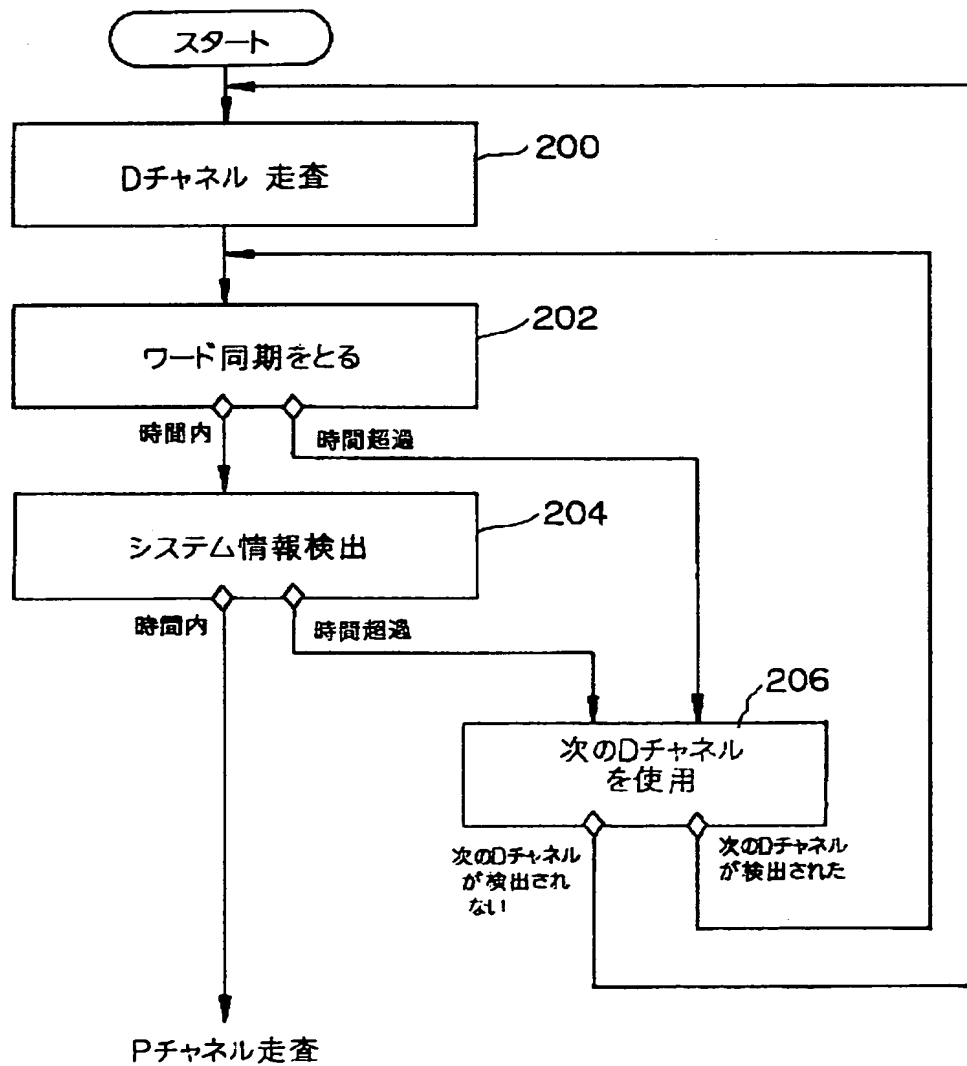 スタート
Dチャネル 走査
200
ワード同期をとる
202
時間内
時間超過
システム情報検出
204
時間内
時間超過
206
次のDチャネル
を使用
次のDチャネル
が検出され
ない
次のDチャネル
が検出された
Pチャネル走査